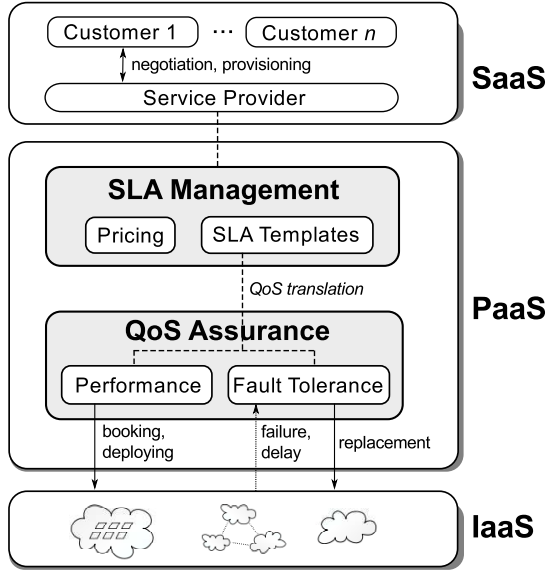 Customer 1 ... Customer n
negotiation, provisioning
Service Provider
SaaS
SLA Management
Pricing
SLA Templates
QoS translation
PaaS
QoS Assurance
Performance
Fault Tolerance
booking,
deploying
failure,
delay
replacement
IaaS